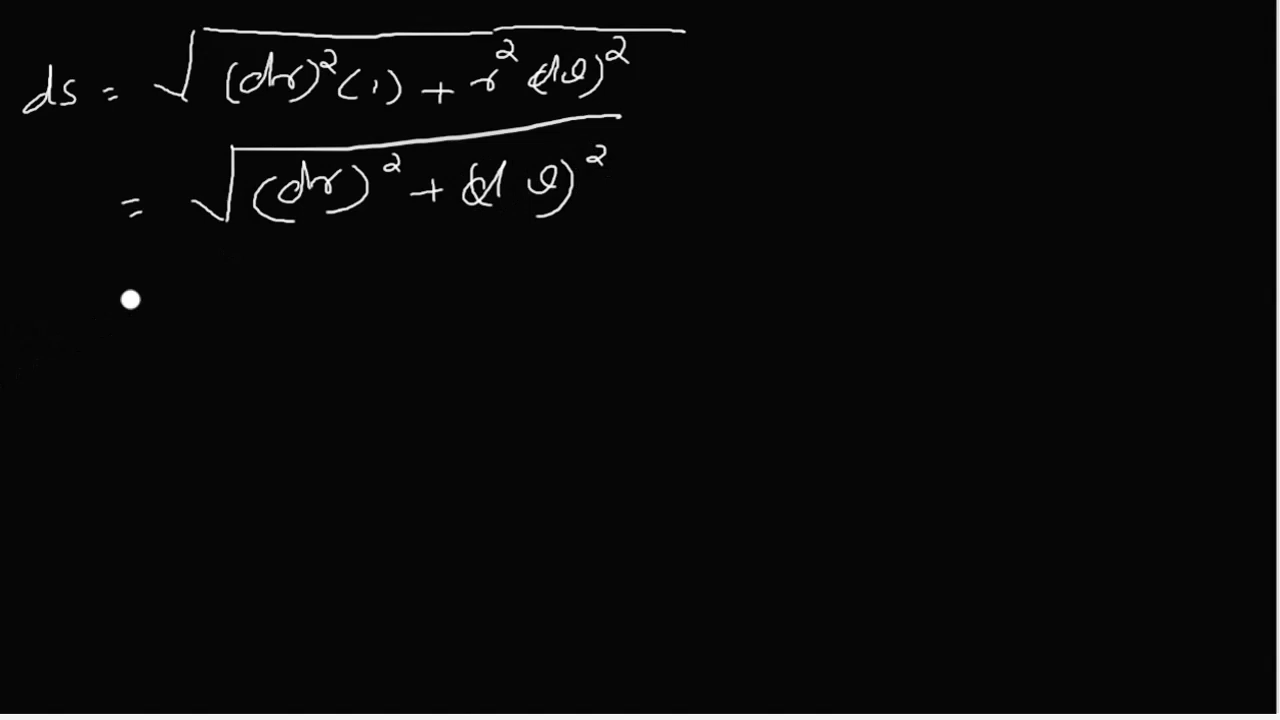 ds = √((dr)²(1) + r²(dθ)²)
= √((dr)² + (dθ)²)